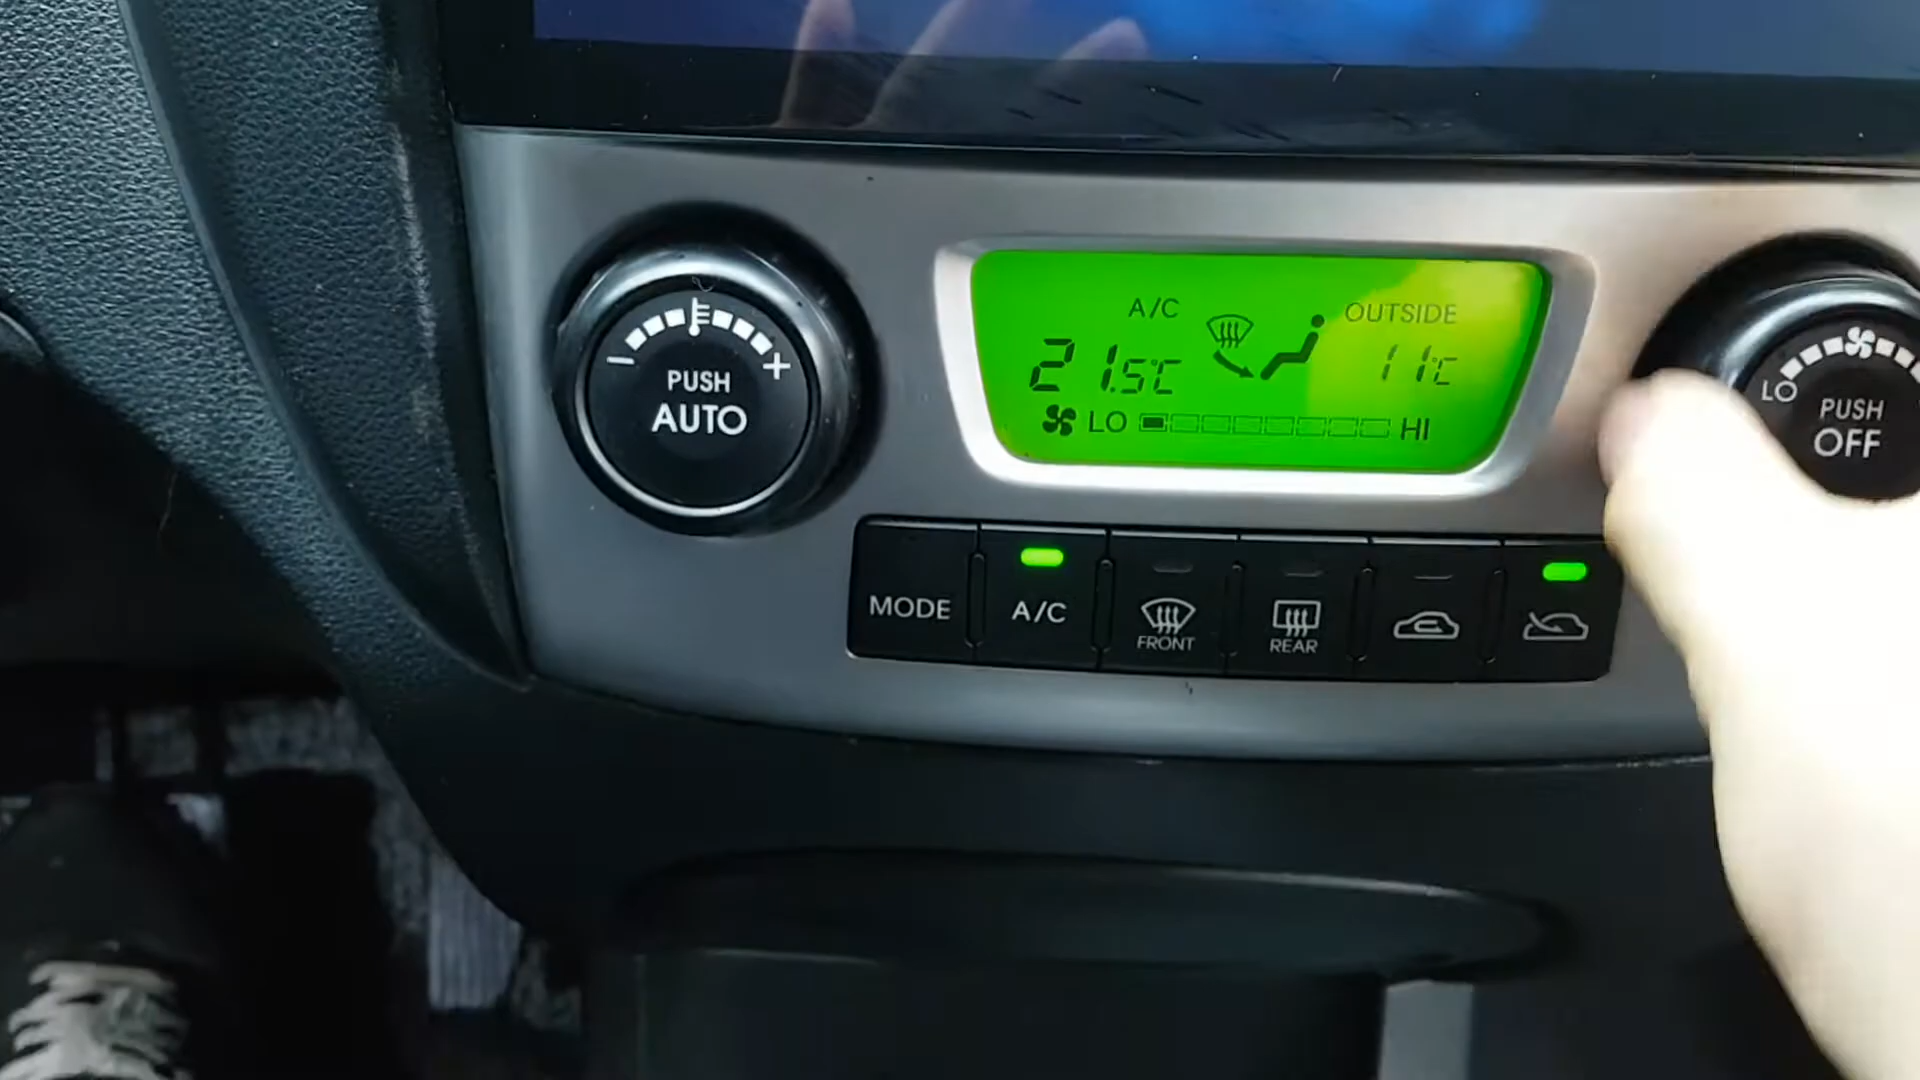 PUSH
AUTO
A/C
OUTSIDE
21.5°C
11°C
LO
HI
LO
PUSH
OFF
MODE
A/C
FRONT
REAR